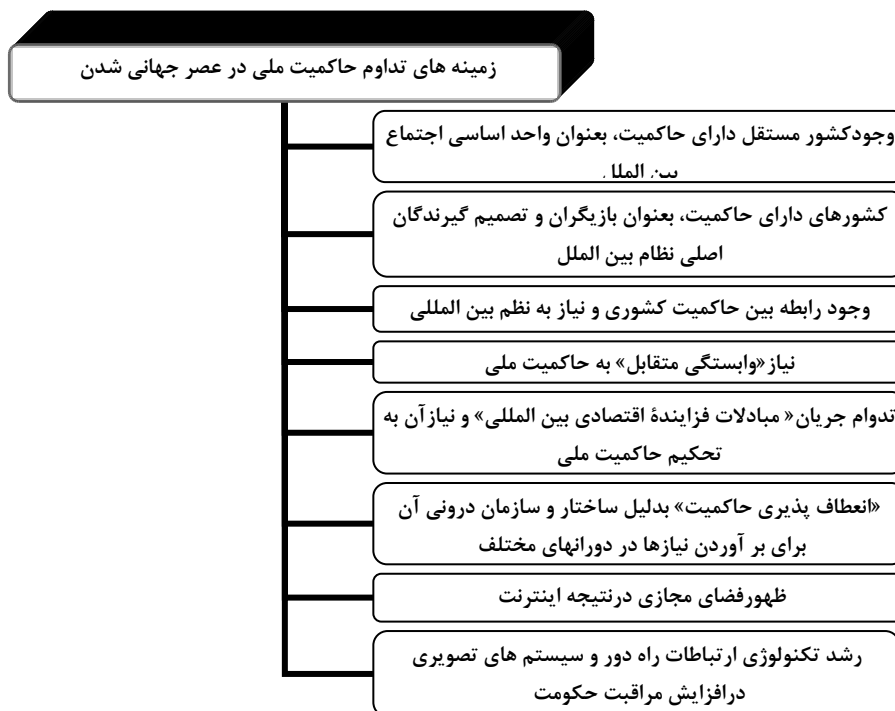 زمینه های تداوم حاکمیت ملی در عصر جهانی شدن
وجودکشور مستقل دارای حاکمیت، بعنوان واحد اساسی اجتماع
بین الملل
کشورهای دارای حاکمیت، بعنوان بازیگران و تصمیم گیرندگان
اصلی نظام بین الملل
وجود رابطه بین حاکمیت کشوری و نیاز به نظم بین المللی
نیاز«وابستگی متقابل» به حاکمیت ملی
تدوام جریان« مبادلات فزایندهٔ اقتصادی بین المللی» و نیازآن به
تحکیم حاکمیت ملی
«انعطاف پذیری حاکمیت» بدلیل ساختار و سازمان درونی آن
برای بر آوردن نیازها در دورانهای مختلف
ظهورفضای مجازی درنتیجه اینترنت
رشد تکنولوژی ارتباطات راه دور و سیستم های تصویری
درافزایش مراقبت حکومت